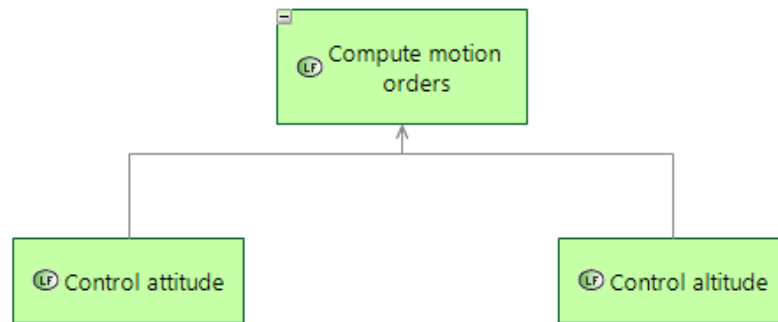 LF Compute motion
orders
LF Control attitude
LF Control altitude